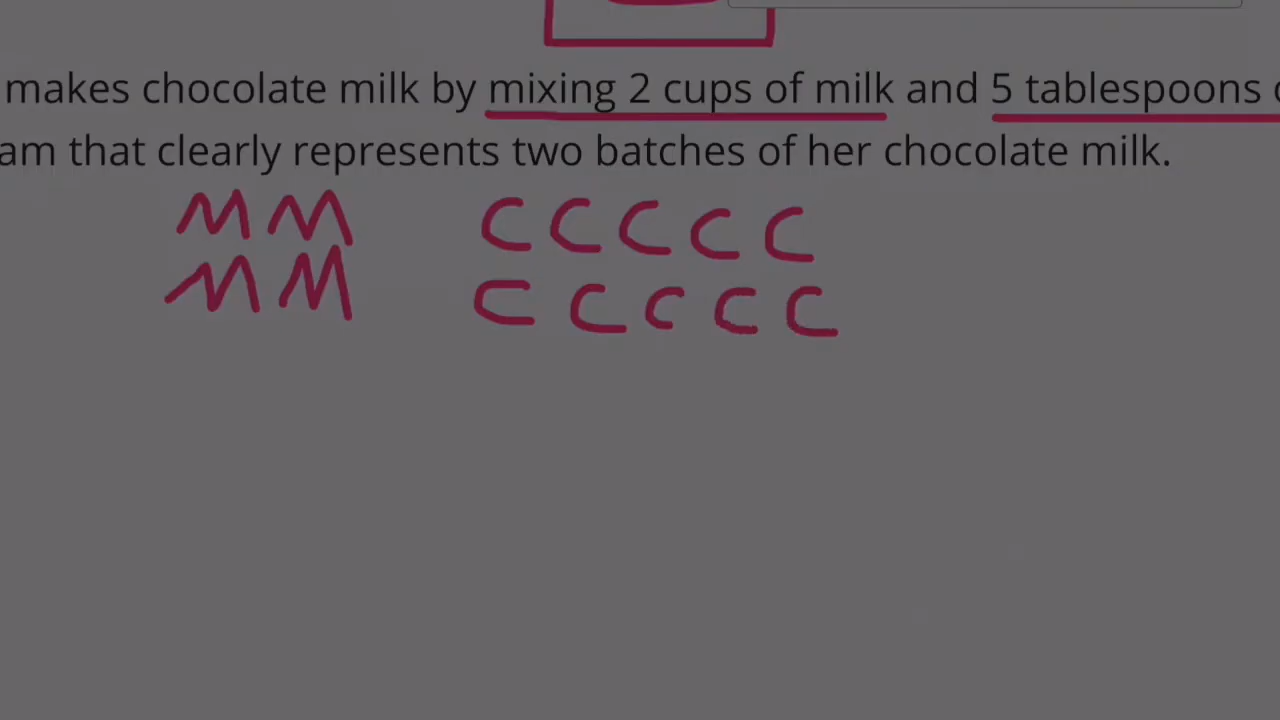 makes chocolate milk by mixing 2 cups of milk and 5 tablespoons
that clearly represents two batches of her chocolate milk.
M M C C C C C
M M C C C C C